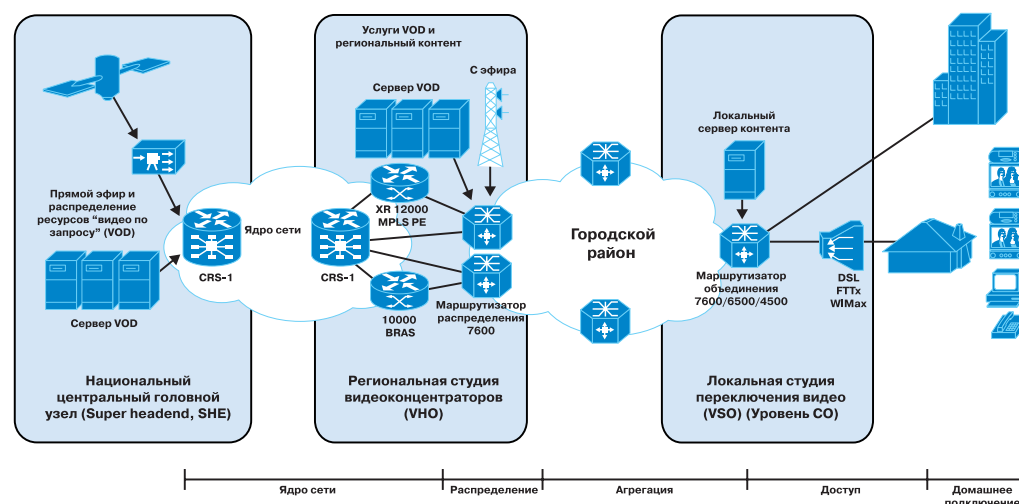 Прямой эфир и
распределение
ресурсов “видео по
запросу” (VOD)
Сервер VOD
CRS-1
Национальный
центральный головной
узел (Super headend, SHE)
Ядро сети
Услуги VOD и
региональный контент
Сервер VOD
С эфира
XR 12000
MPLS PE
CRS-1
10000
BRAS
Маршрутизатор
распределения
7600
Региональная студия
видеоконцентраторов
(VHO)
Городской
район
Локальный
сервер контента
Маршрутизатор
объединения
7600/6500/4500
DSL
FTTx
WIMax
Локальная студия
переключения видео
(VSO) (Уровень CO)
Ядро сети
Распределение
Агрегация
Доступ
Домашнее
подключение